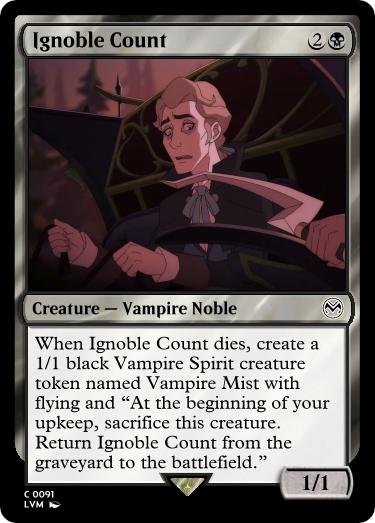 Ignoble Count 2
Creature — Vampire Noble
When Ignoble Count dies, create a
1/1 black Vampire Spirit creature
token named Vampire Mist with
flying and “At the beginning of your
upkeep, sacrifice this creature.
Return Ignoble Count from the
graveyard to the battlefield.”
1/1
C 0091
LVM